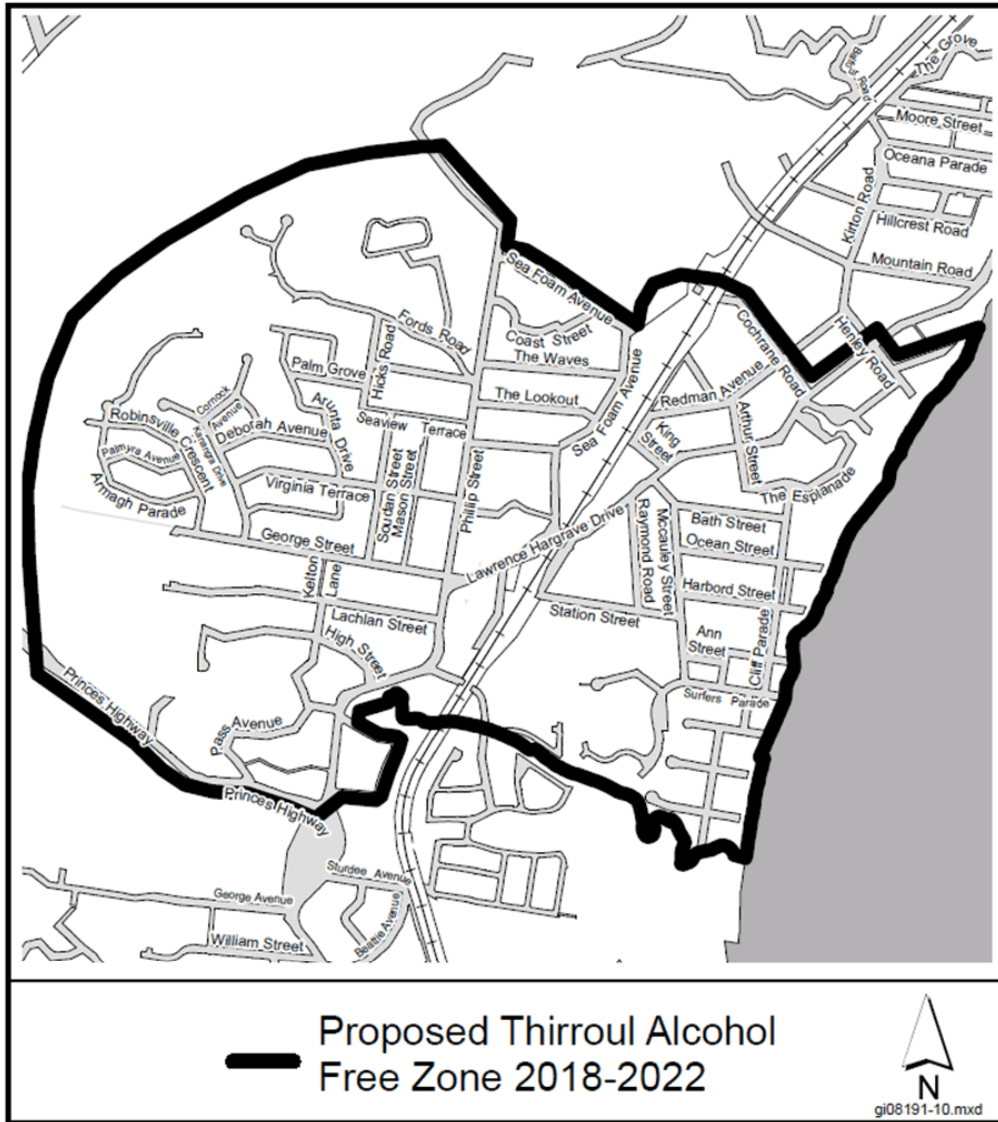 The Grove
Baifs Road
Moore Street
Oceana Parade
Kirton Road
Hillcrest Road
Mountain Road
Sea Foam Avenue
Coast Street
The Waves
Fords Road
Hicks Road
Palm Grove
The Lookout
Sea Foam Avenue
Cochrane Road
Henley Road
Redman Avenue
Arthur Street
King Street
Cornock Avenue
Robinsville Crescent
Kanangra Drive
Deborah Avenue
Arunta Drive
Seaview Terrace
Palmyra Avenue
Armagh Parade
Virginia Terrace
Soudan Street
Mason Street
Phillip Street
The Esplanade
Bath Street
Ocean Street
Raymond Road
Mccauley Street
Lawrence Hargrave Drive
George Street
Kelton Lane
Harbord Street
Lachlan Street
Station Street
High Street
Ann Street
Cliff Parade
Surfers Parade
Princes Highway
Pass Avenue
Princes Highway
Sturdee Avenue
George Avenue
Beattie Avenue
William Street
Proposed Thirroul Alcohol
Free Zone 2018-2022
N
gi08191-10.mxd